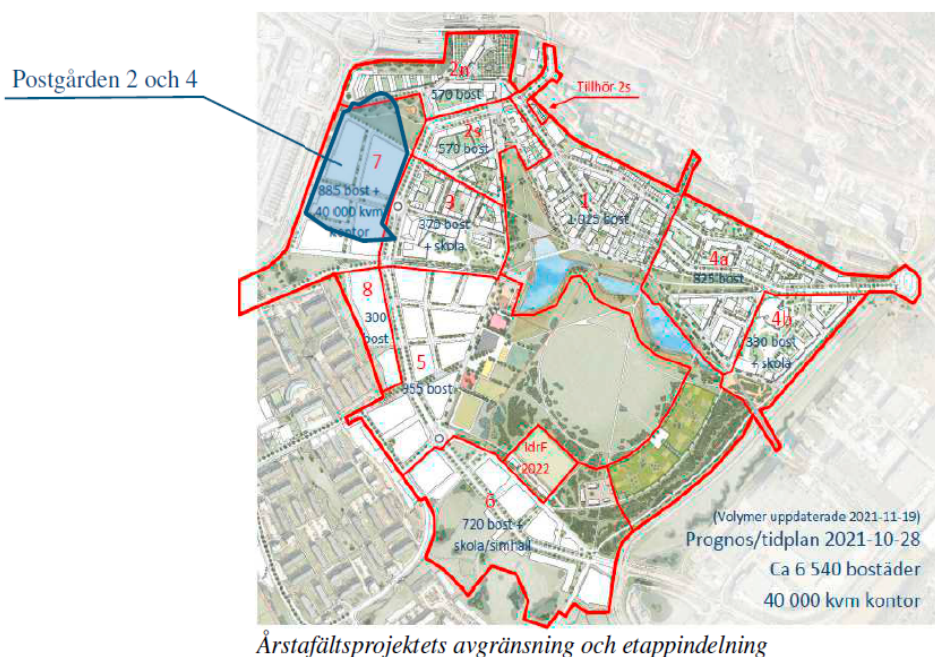 Postgården 2 och 4
2n
570 bost
Tillhör 2s
2s
570 bost
7
885 bost +
40 000 kvm
kontor
3
370 bost
+ skola
1
1 015 bost
4a
825 bost
4b
330 bost
+ skola
8
300
bost
5
955 bost
IdrF
2022
6
720 bost +
skola/simhall
(Volymer uppdaterade 2021-11-19)
Prognos/tidplan 2021-10-28
Ca 6 540 bostäder
40 000 kvm kontor
Årstafältsprojektets avgränsning och etappindelning